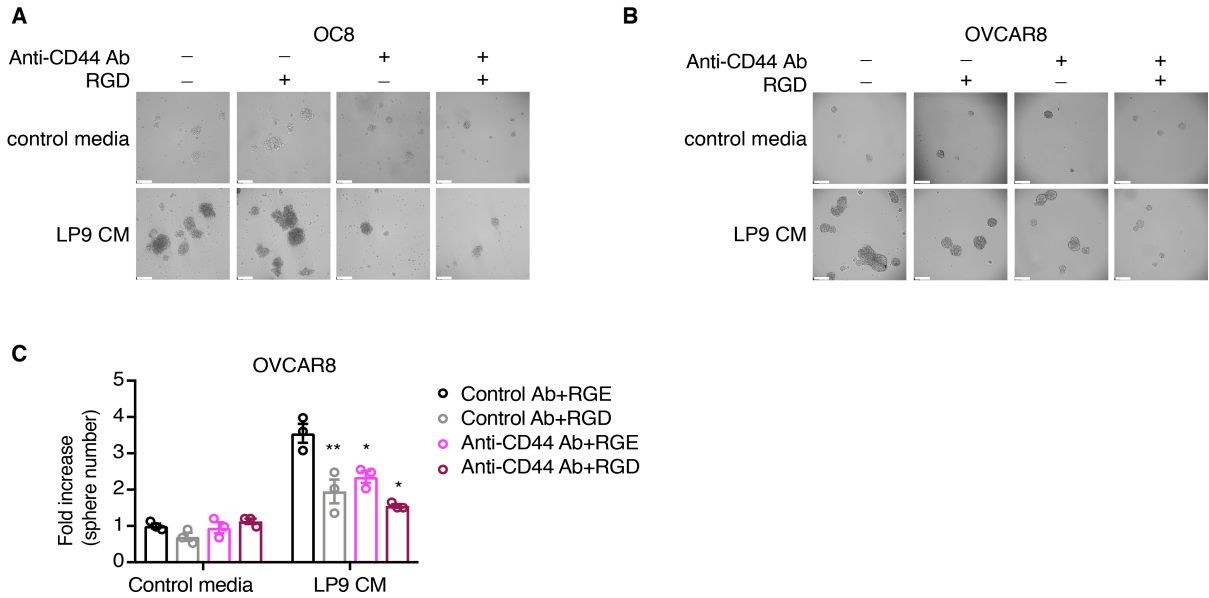 A
OC8
Anti-CD44 Ab – – + +
RGD – + – +
control media
LP9 CM
B
OVCAR8
Anti-CD44 Ab – – + +
RGD – + – +
control media
LP9 CM
C
OVCAR8
Fold increase
(sphere number)
5
4
3
2
1
0
** * *
Control media LP9 CM
Control Ab+RGE
Control Ab+RGD
Anti-CD44 Ab+RGE
Anti-CD44 Ab+RGD